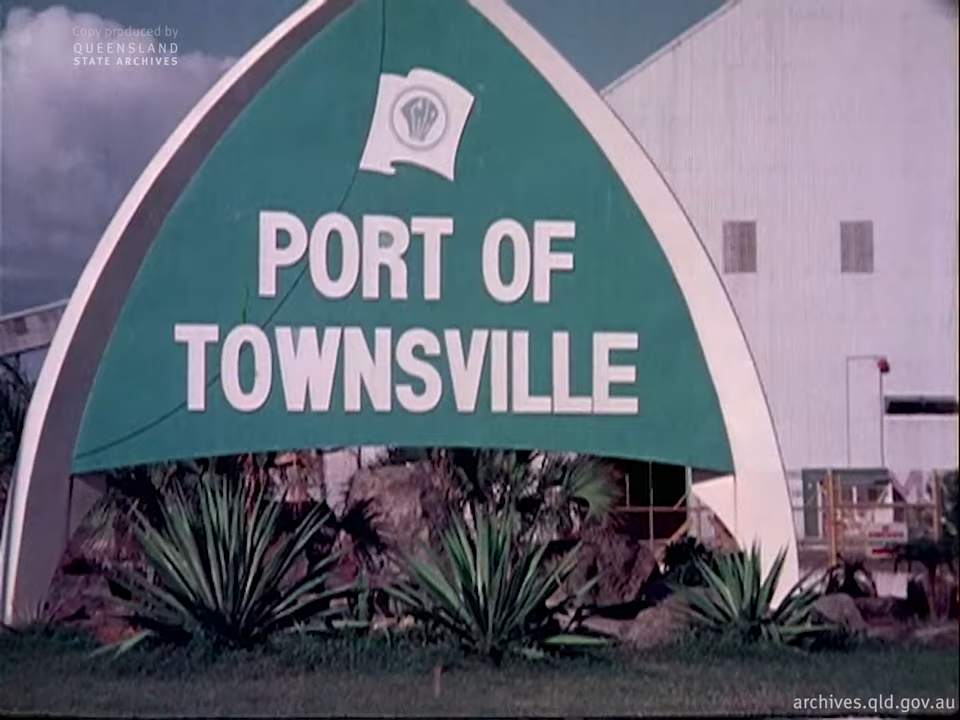 Copy produced by
QUEENSLAND
STATE ARCHIVES
THB
PORT OF
TOWNSVILLE
archives.qld.gov.au